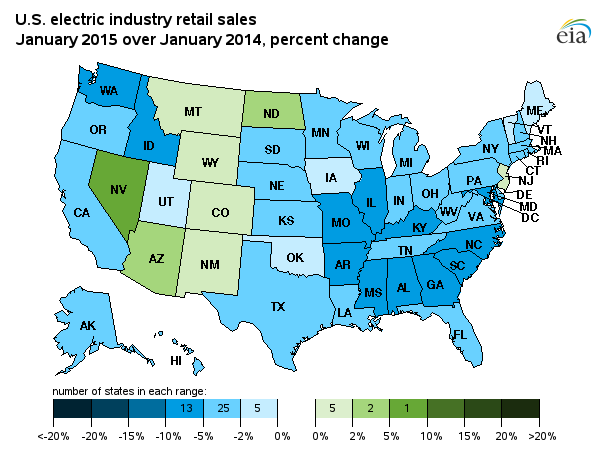 U.S. electric industry retail sales
January 2015 over January 2014, percent change
eia
WA
MT
ND
ME
OR
ID
MN
VT
NH
WY
SD
WI
MI
NY
MA
RI
CT
NV
UT
NE
IA
PA
NJ
CA
CO
KS
MO
IL
IN
OH
WV
VA
DE
MD
DC
KY
AZ
NM
OK
AR
TN
NC
SC
TX
LA
MS
AL
GA
FL
AK
HI
number of states in each range:
13 25 5 5 2 1
<-20% -20% -15% -10% -5% -2% 0% 0% 2% 5% 10% 15% 20% >20%